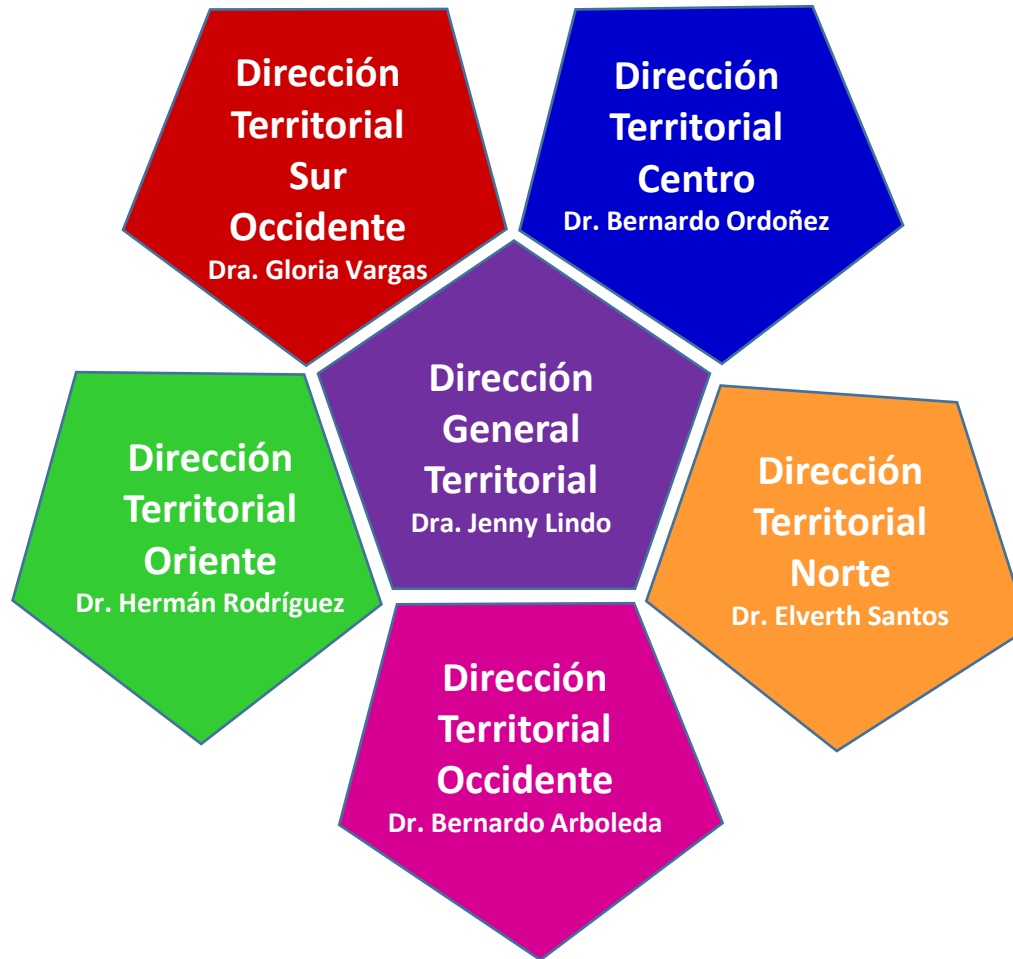 Dirección
Territorial
Sur
Occidente
Dra. Gloria Vargas
Dirección
Territorial
Centro
Dr. Bernardo Ordoñez
Dirección
General
Territorial
Dra. Jenny Lindo
Dirección
Territorial
Oriente
Dr. Hermán Rodríguez
Dirección
Territorial
Norte
Dr. Elverth Santos
Dirección
Territorial
Occidente
Dr. Bernardo Arboleda